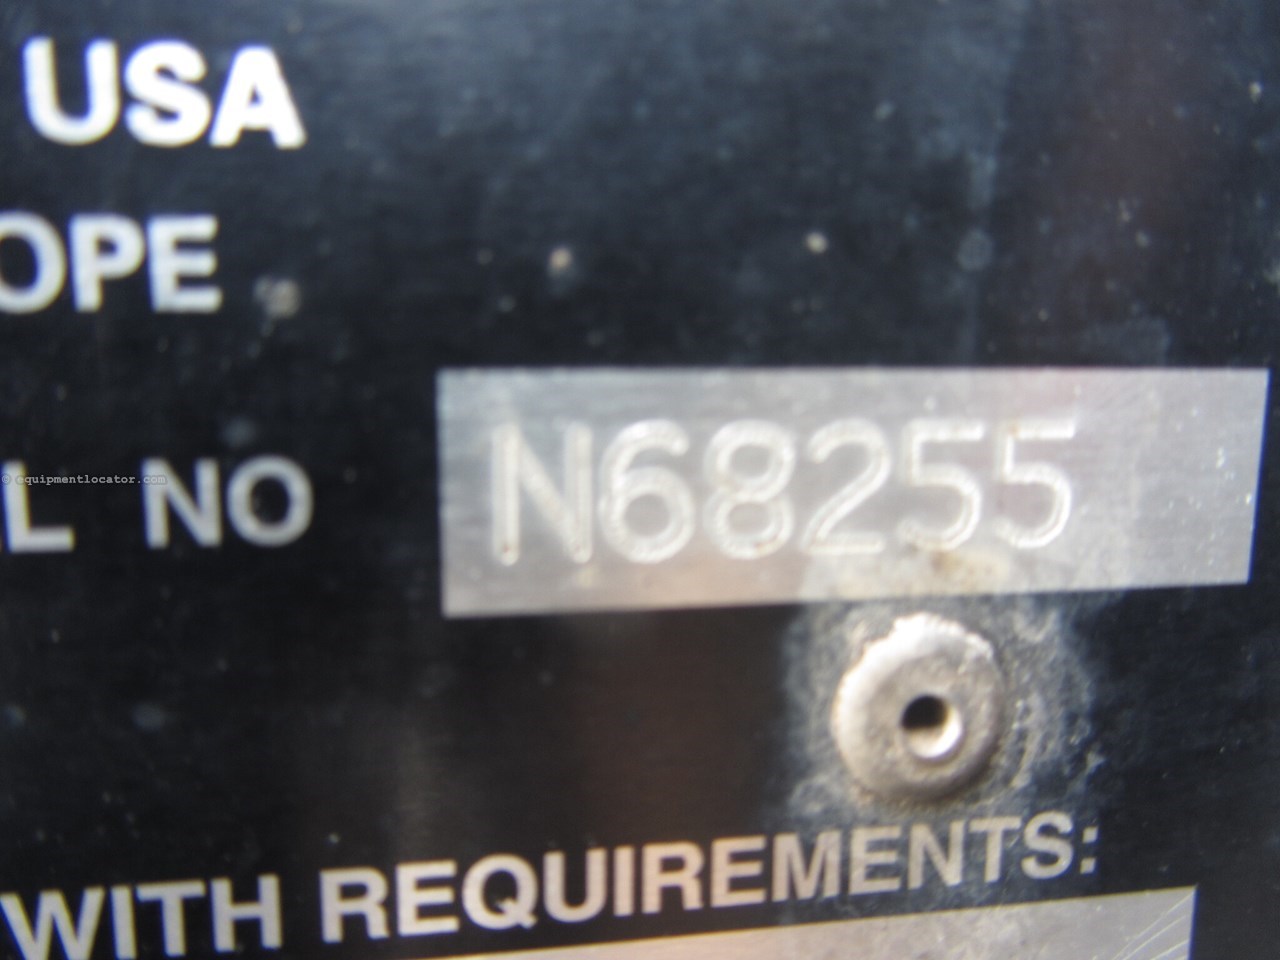 USA
OPE
L NO N68255
©equipmentlocator.com
WITH REQUIREMENTS: